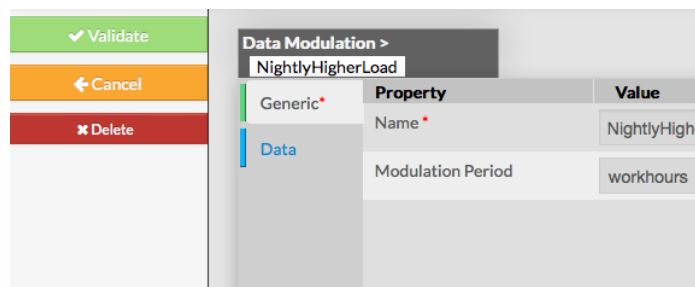 Validate
Cancel
Delete
Data Modulation >
NightlyHigherLoad
Generic*
Data
Property Value
Name* NightlyHigh
Modulation Period workhours